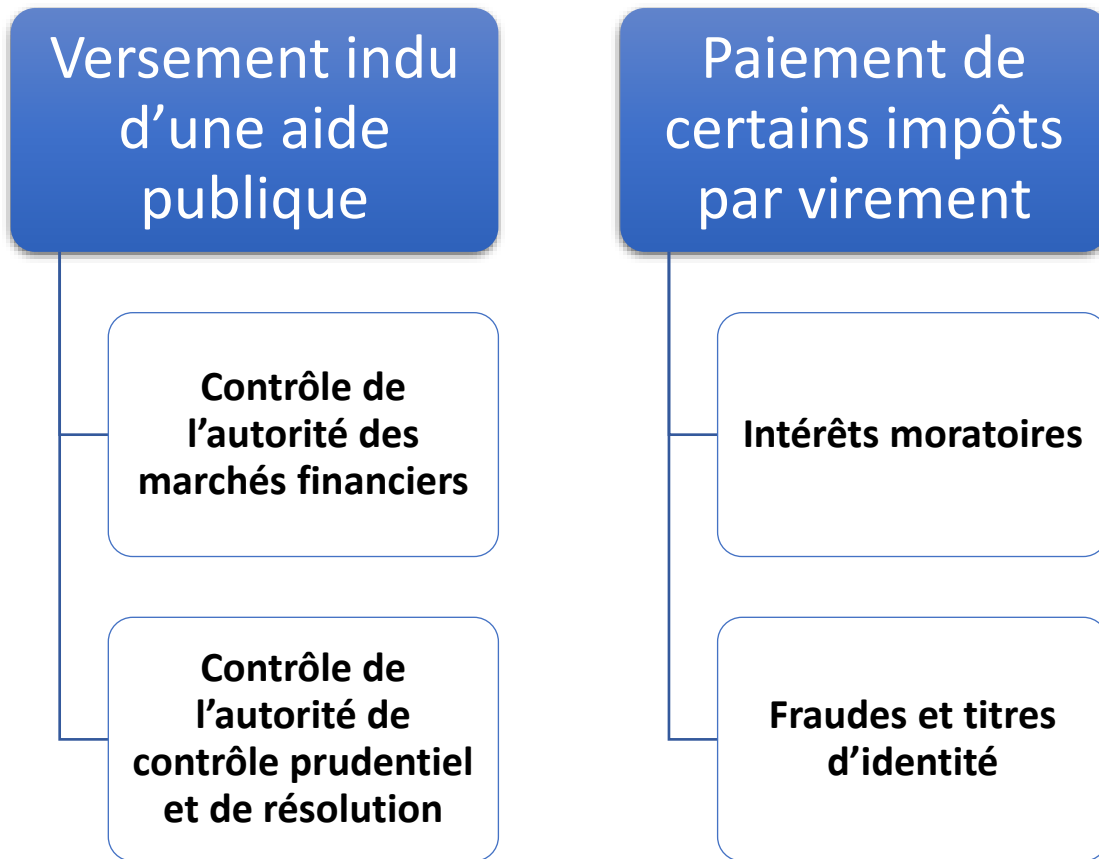 Versement indu
d’une aide
publique
Contrôle de
l’autorité des
marchés financiers
Contrôle de
l’autorité de
contrôle prudentiel
et de résolution
Paiement de
certains impôts
par virement
Intérêts moratoires
Fraudes et titres
d’identité